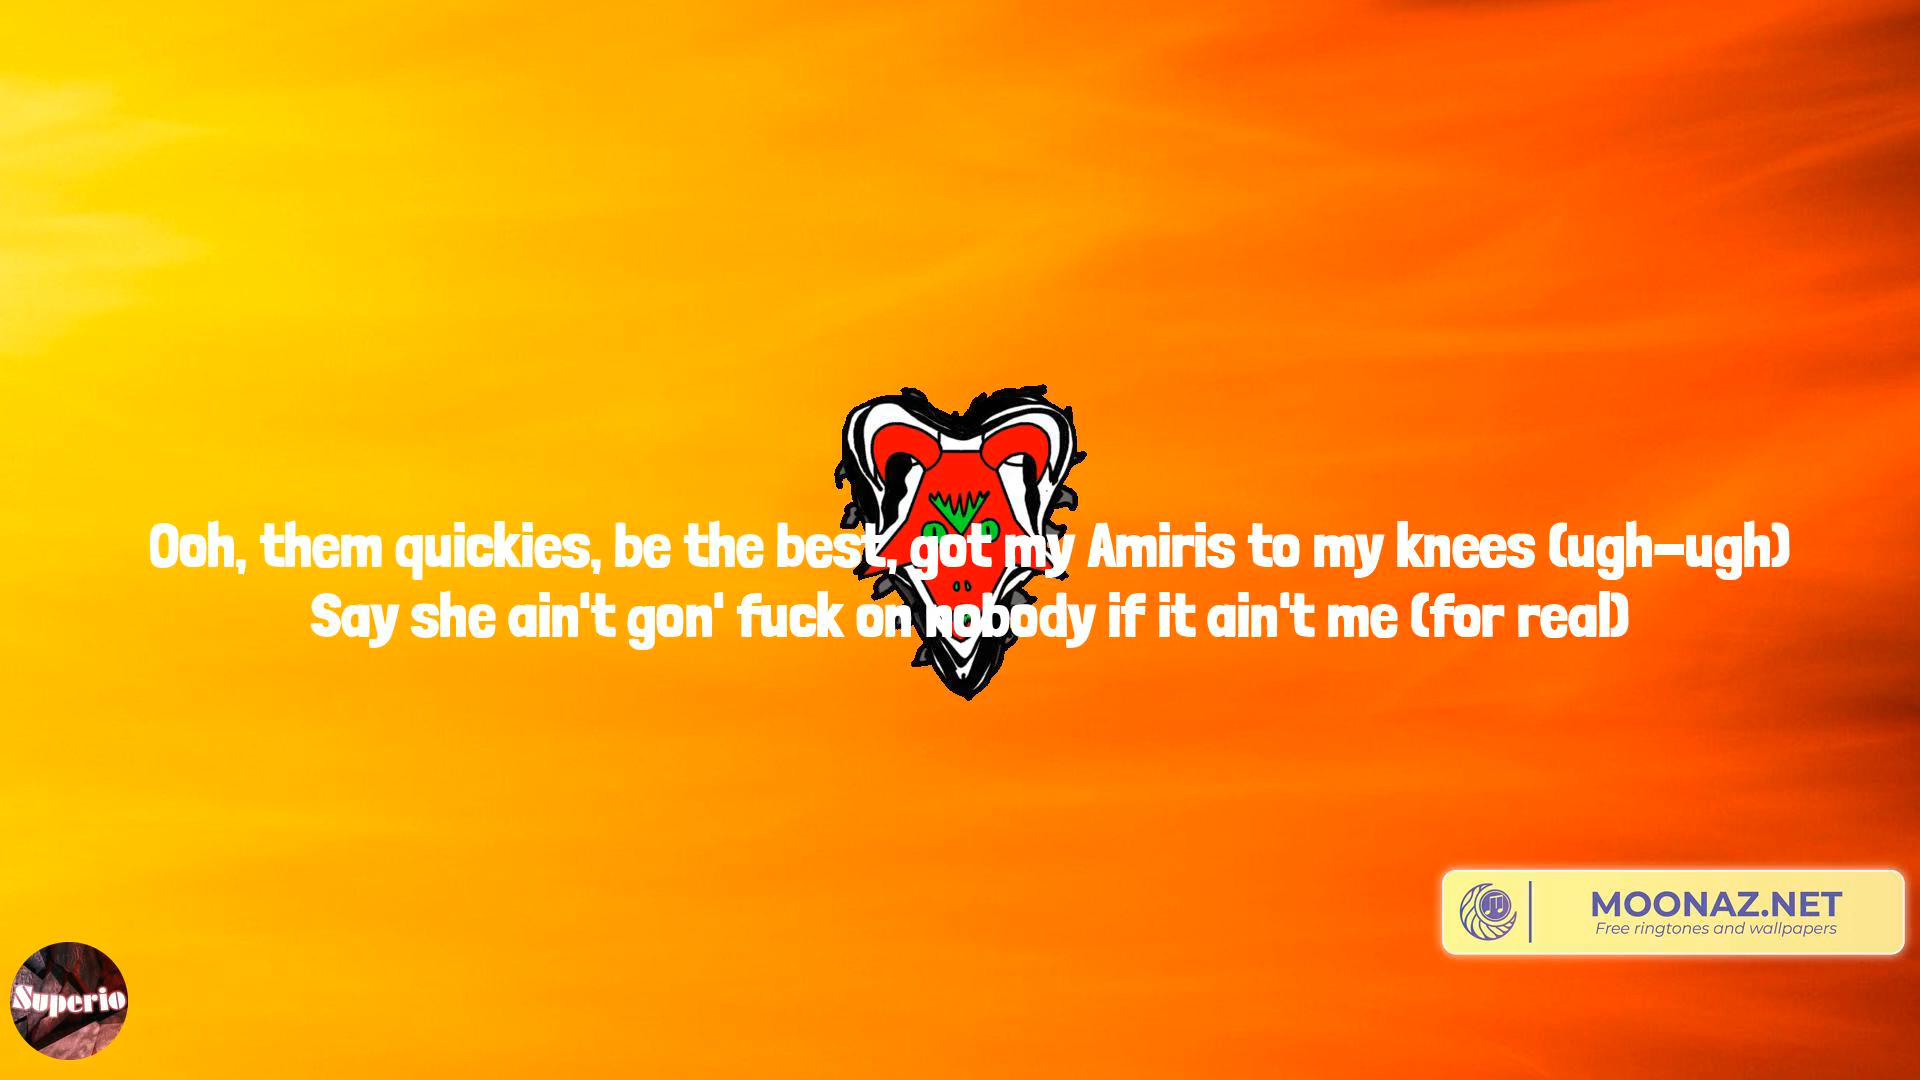 Ooh, them quickies, be the best, got my Amiris to my knees (ugh-ugh)
Say she ain't gon' fuck on nobody if it ain't me (for real)
MOONAZ.NET
Free ringtones and wallpapers
Superio